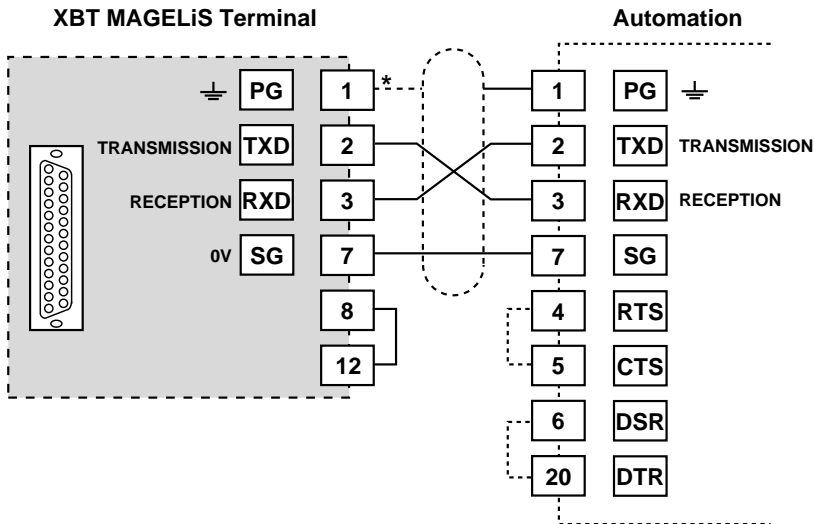 XBT MAGELiS Terminal
Automation
PG 1 * 1 PG
TRANSMISSION TXD 2 2 TXD TRANSMISSION
RECEPTION RXD 3 3 RXD RECEPTION
0V SG 7 7 SG
8 4 RTS
12 5 CTS
6 DSR
20 DTR